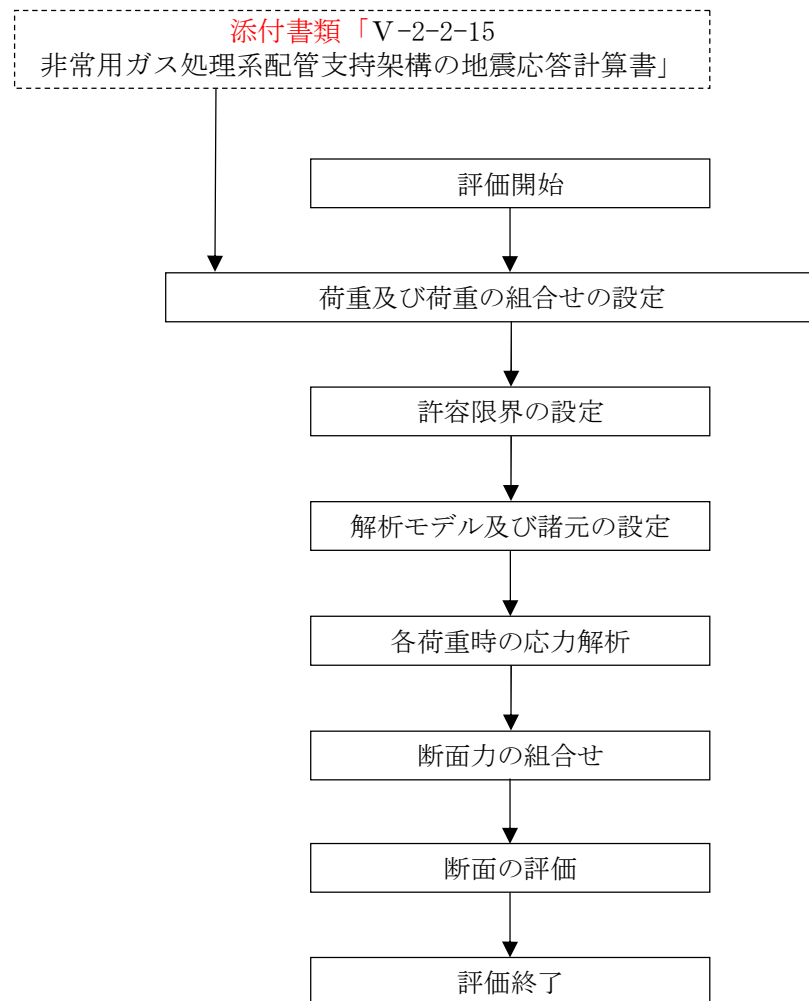 添付書類「Ⅴ-2-2-15
非常用ガス処理系配管支持架構の地震応答計算書」
評価開始
荷重及び荷重の組合せの設定
許容限界の設定
解析モデル及び諸元の設定
各荷重時の応力解析
断面力の組合せ
断面の評価
評価終了